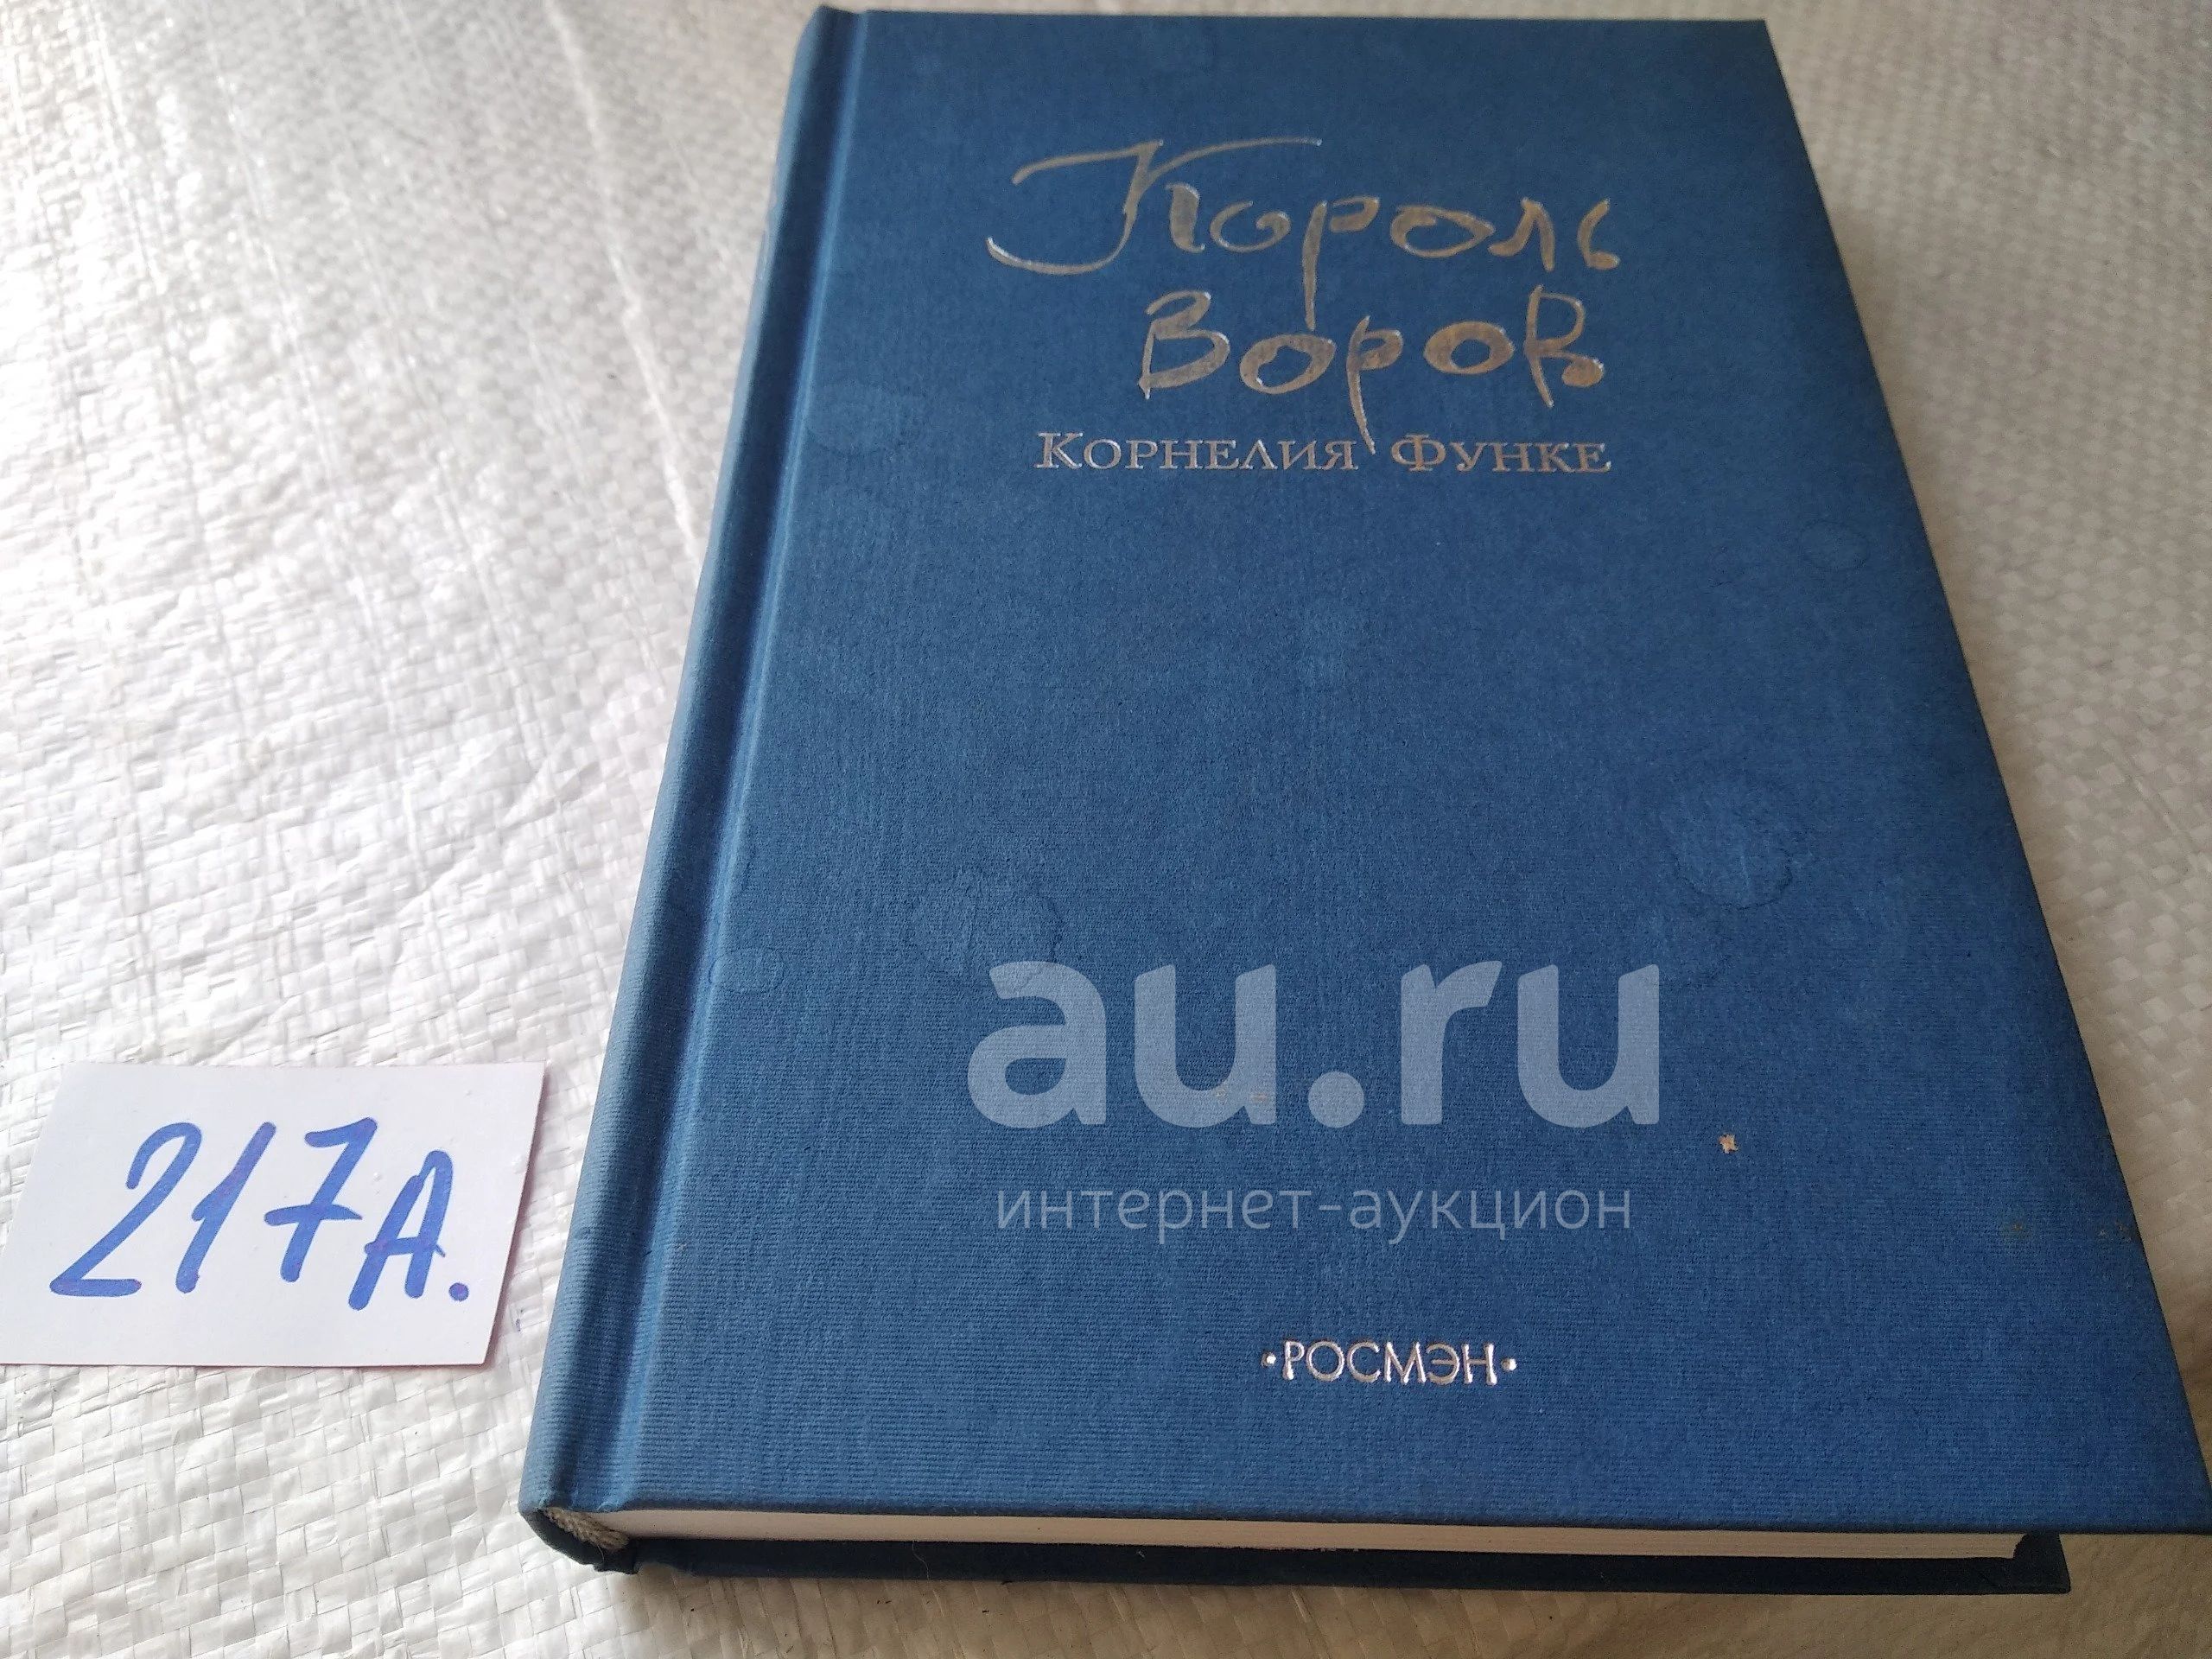 Король
Воров
Корнелия Функе
au.ru
интернет-аукцион
217А.
•РОСМЭН•